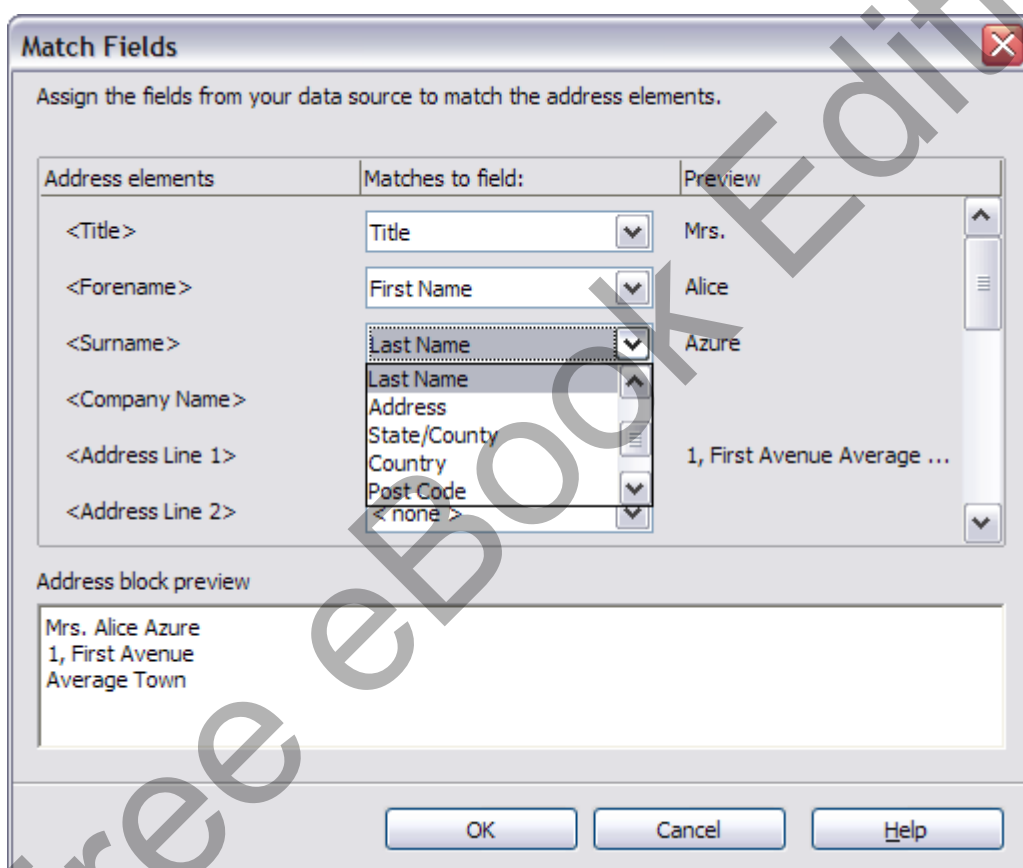 Match Fields
Assign the fields from your data source to match the address elements.
Address elements Matches to field: Preview
<Title> Title Mrs.
<Forename> First Name Alice
<Surname> Last Name Azure
Last Name
<Company Name>
Address
State/County
<Address Line 1> 1, First Avenue Average ...
Country
Post Code
<Address Line 2> < none >
Address block preview
Mrs. Alice Azure
1, First Avenue
Average Town
OK Cancel Help
Free eBook Edition